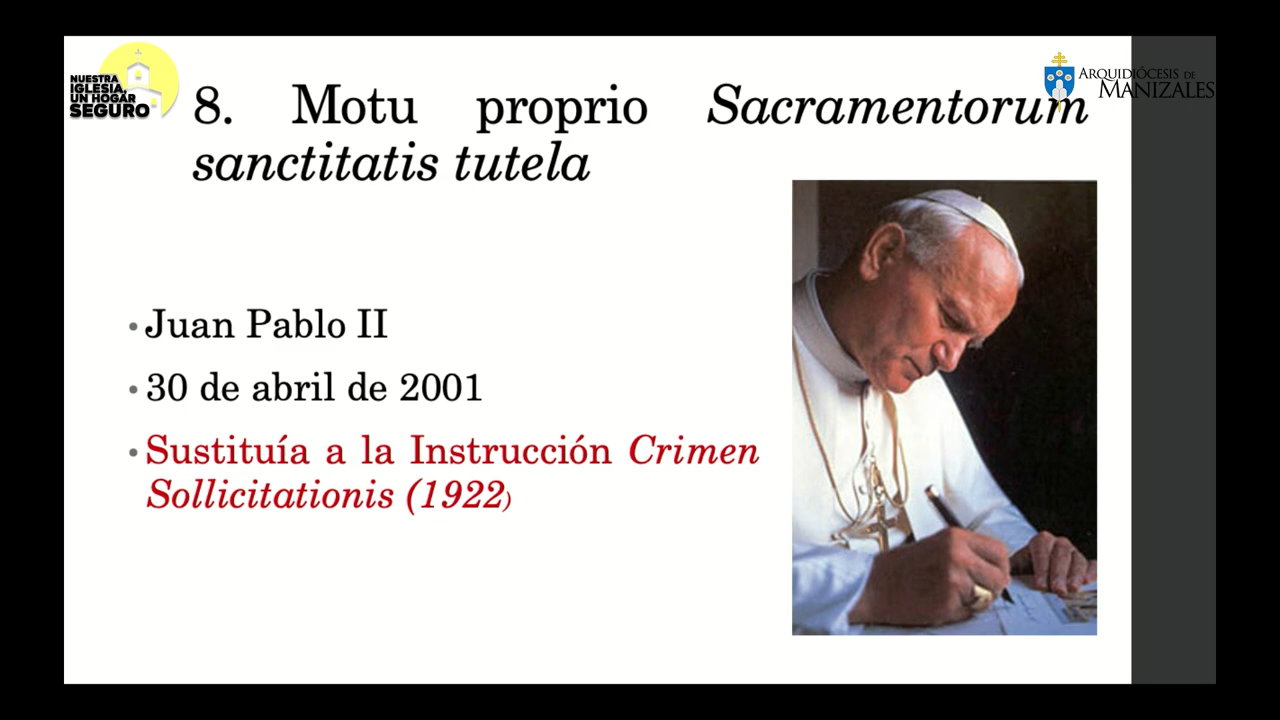 NUESTRA
IGLESIA,
UN HOGAR
SEGURO
ARQUIDIÓCESIS DE
MANIZALES
8. Motu proprio Sacramentorum
sanctitatis tutela
• Juan Pablo II
• 30 de abril de 2001
• Sustituía a la Instrucción Crimen
Sollicitationis (1922)